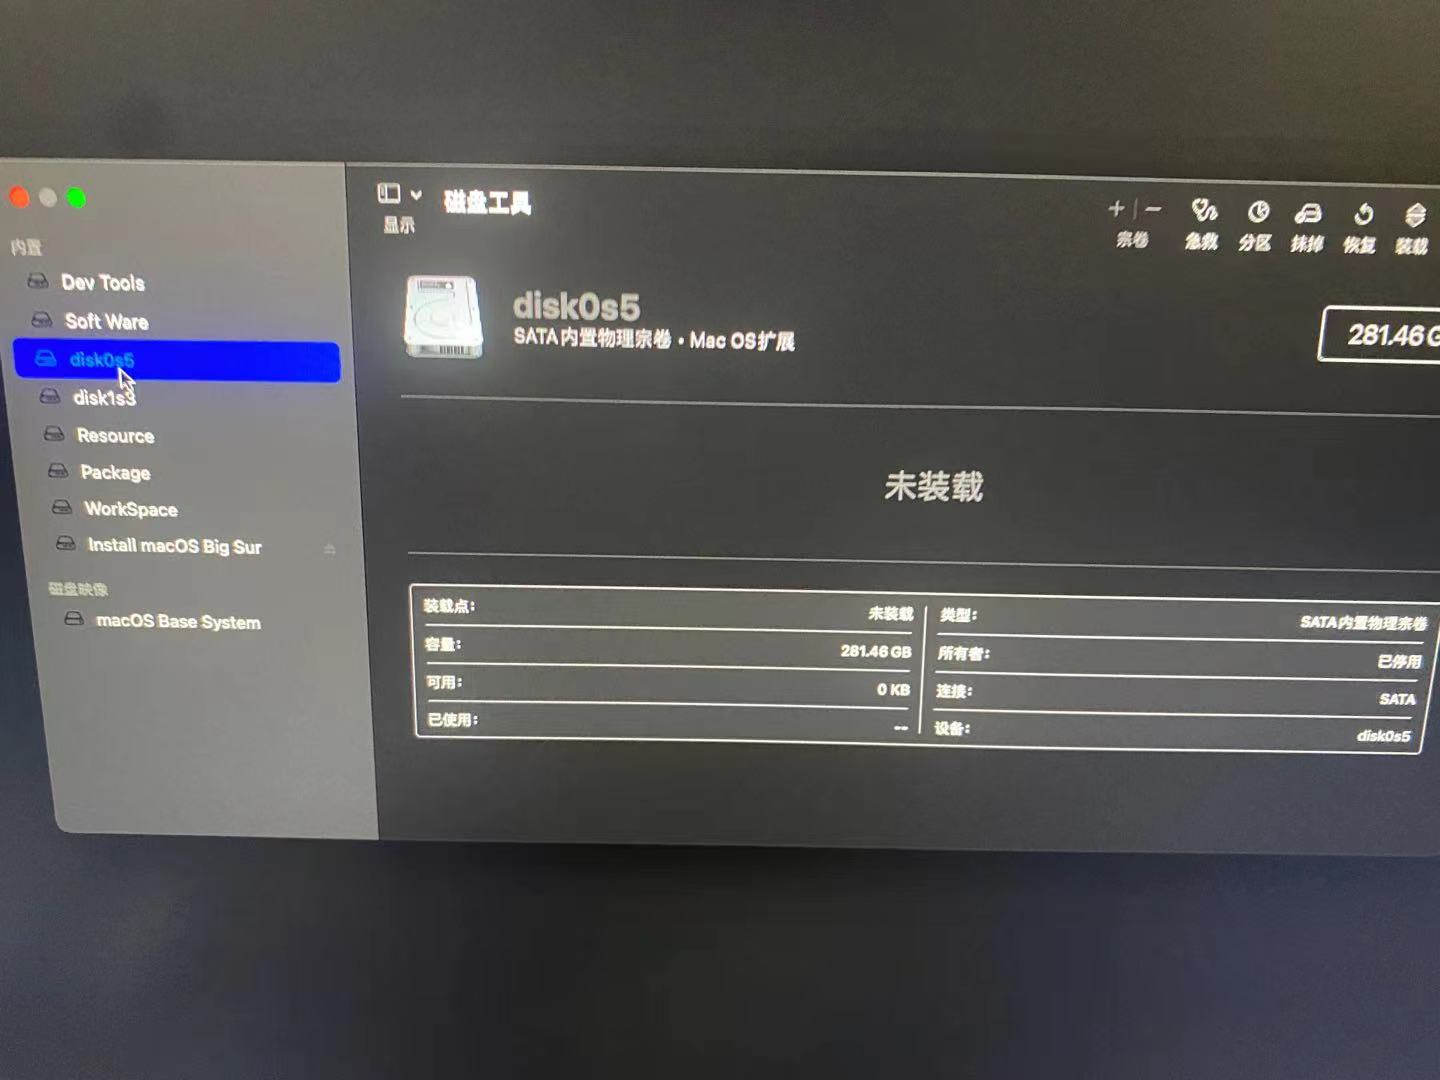 磁盘工具
显示
宗卷
急救
分区
抹掉
恢复
装载
内置
Dev Tools
Soft Ware
disk0s5
disk1s3
Resource
Package
WorkSpace
Install macOS Big Sur
磁盘映像
macOS Base System
disk0s5
SATA内置物理宗卷 • Mac OS扩展
281.46 G
未装载
装载点： 未装载
容量： 281.46 GB
可用： 0 KB
已使用： --
类型： SATA内置物理宗卷
所有者： 已停用
连接： SATA
设备： disk0s5